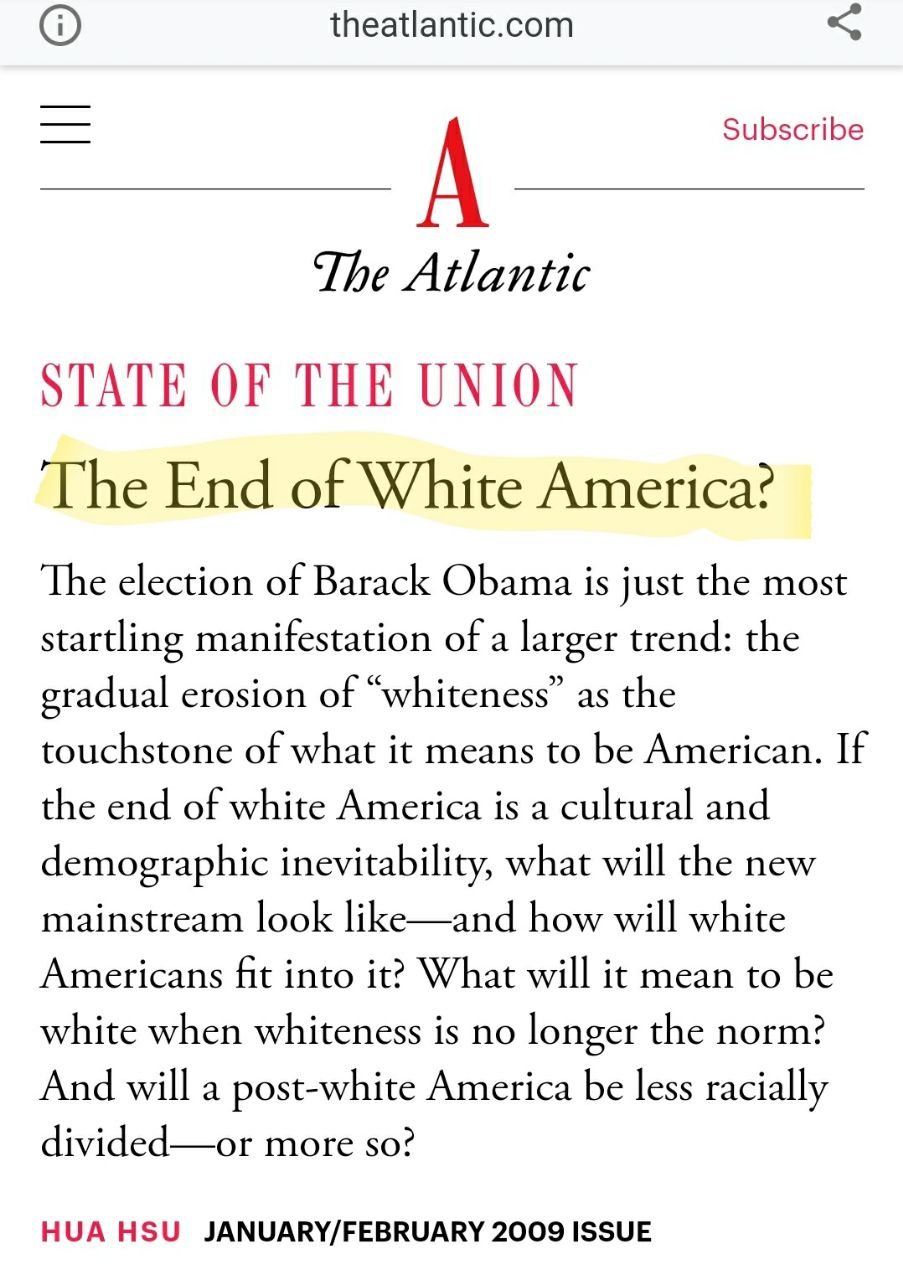 theatlantic.com
Subscribe
A
The Atlantic
STATE OF THE UNION
The End of White America?
The election of Barack Obama is just the most
startling manifestation of a larger trend: the
gradual erosion of “whiteness” as the
touchstone of what it means to be American. If
the end of white America is a cultural and
demographic inevitability, what will the new
mainstream look like—and how will white
Americans fit into it? What will it mean to be
white when whiteness is no longer the norm?
And will a post-white America be less racially
divided—or more so?
HUA HSU JANUARY/FEBRUARY 2009 ISSUE